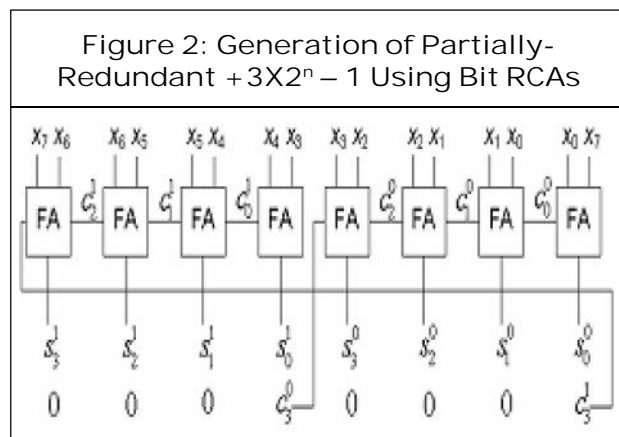 Figure 2: Generation of Partially-
Redundant +3X2ⁿ – 1 Using Bit RCAs
x₇ x₆ x₆ x₅ x₅ x₄ x₄ x₃ x₃ x₂ x₂ x₁ x₁ x₀ x₀ x₇
FA c₂¹ FA c₁¹ FA c₀¹ FA FA c₂⁰ FA c₁⁰ FA c₀⁰ FA
s₃¹ s₂¹ s₁¹ s₀¹ s₃⁰ s₂⁰ s₁⁰ s₀⁰
0 0 0 c₃⁰ 0 0 0 c₃¹